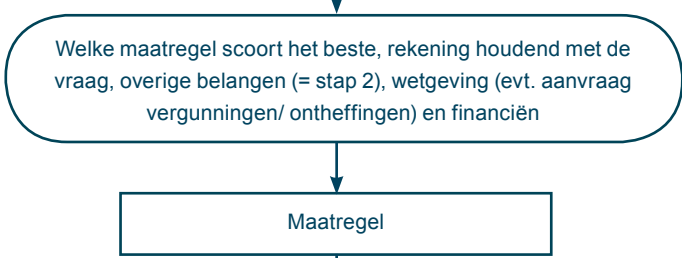 Welke maatregel scoort het beste, rekening houdend met de
vraag, overige belangen (= stap 2), wetgeving (evt. aanvraag
vergunningen/ ontheffingen) en financiën
Maatregel